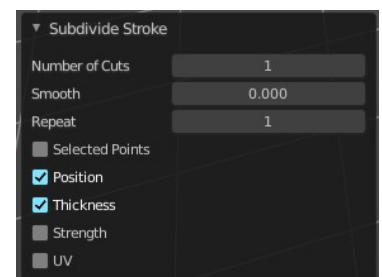 Subdivide Stroke
Number of Cuts 1
Smooth 0.000
Repeat 1
Selected Points
Position
Thickness
Strength
UV